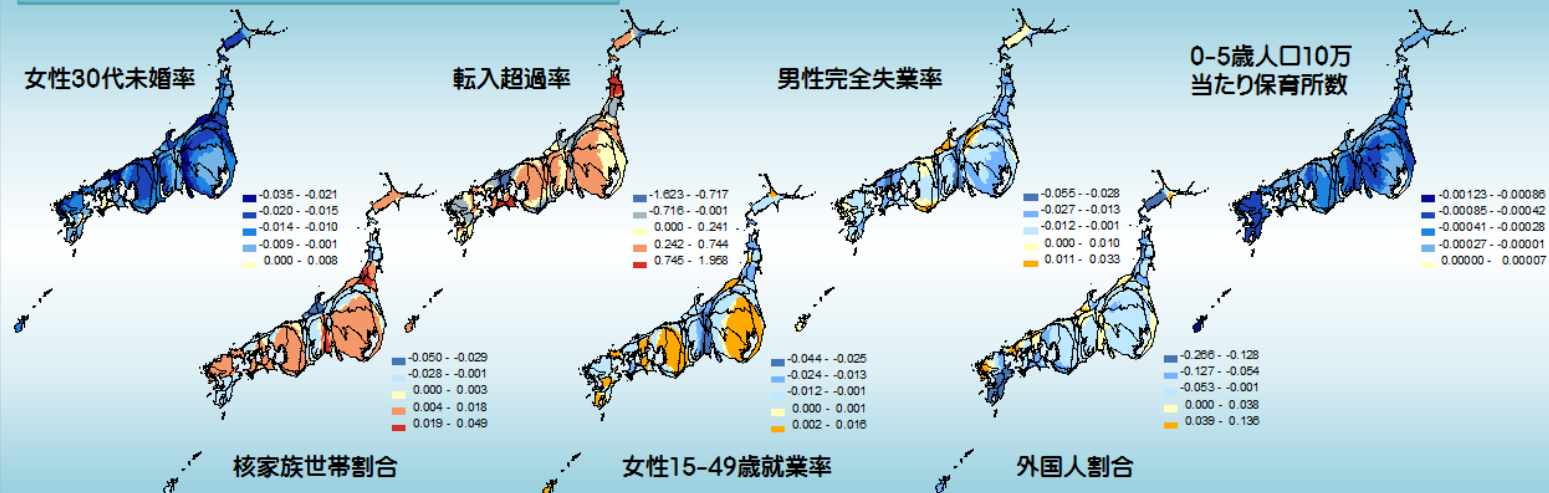 女性30代未婚率
-0.035 - -0.021
-0.020 - -0.015
-0.014 - -0.010
-0.009 - -0.001
0.000 - 0.008
転入超過率
-1.623 - -0.717
-0.716 - -0.001
0.000 - 0.241
0.242 - 0.744
0.745 - 1.958
男性完全失業率
-0.055 - -0.028
-0.027 - -0.013
-0.012 - -0.001
0.000 - 0.010
0.011 - 0.033
0-5歳人口10万
当たり保育所数
-0.00123 - -0.00086
-0.00085 - -0.00042
-0.00041 - -0.00028
-0.00027 - -0.00001
0.00000 - 0.00007
-0.050 - -0.029
-0.028 - -0.001
0.000 - 0.003
0.004 - 0.018
0.019 - 0.049
核家族世帯割合
-0.044 - -0.025
-0.024 - -0.013
-0.012 - -0.001
0.000 - 0.001
0.002 - 0.016
女性15-49歳就業率
-0.266 - -0.128
-0.127 - -0.054
-0.053 - -0.001
0.000 - 0.038
0.039 - 0.136
外国人割合